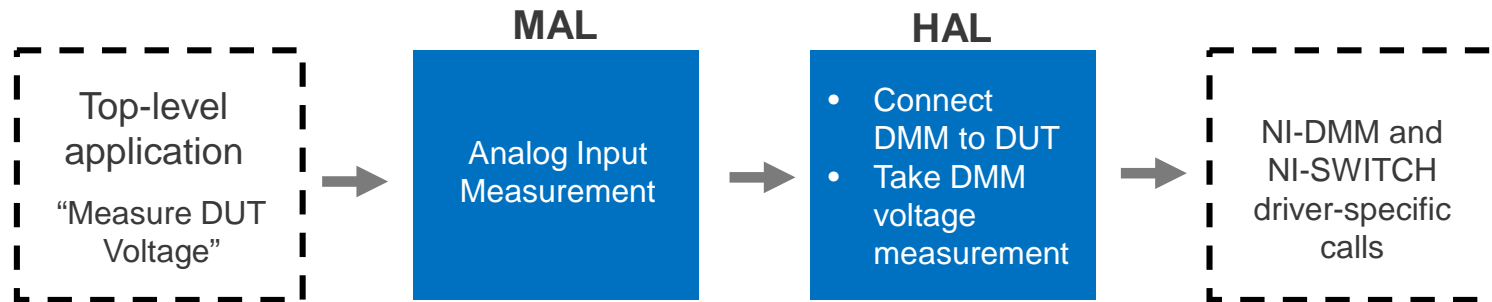 MAL
HAL
Top-level
application
“Measure DUT
Voltage”
Analog Input
Measurement
• Connect
DMM to DUT
• Take DMM
voltage
measurement
NI-DMM and
NI-SWITCH
driver-specific
calls